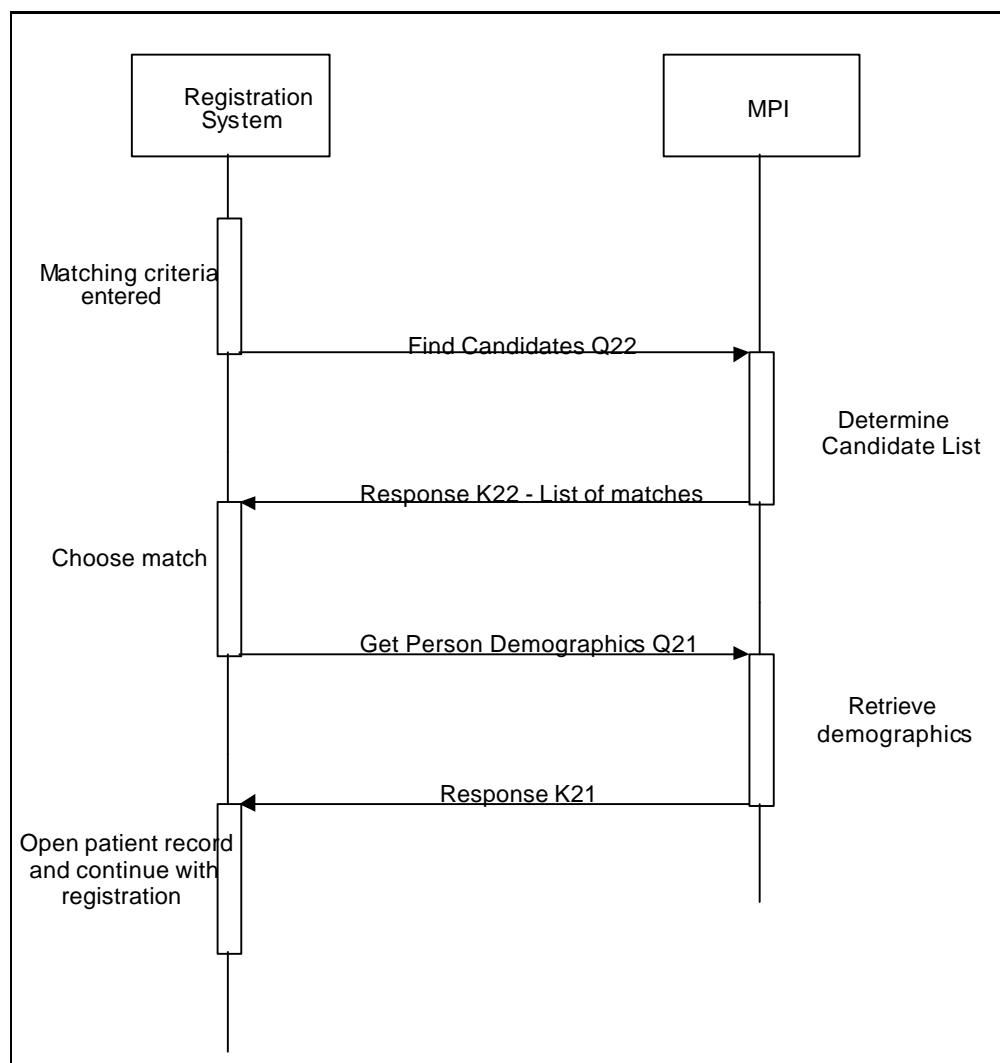 Registration
System
MPI
Matching criteria
entered
Find Candidates Q22
Determine
Candidate List
Response K22 - List of matches
Choose match
Get Person Demographics Q21
Retrieve
demographics
Response K21
Open patient record
and continue with
registration